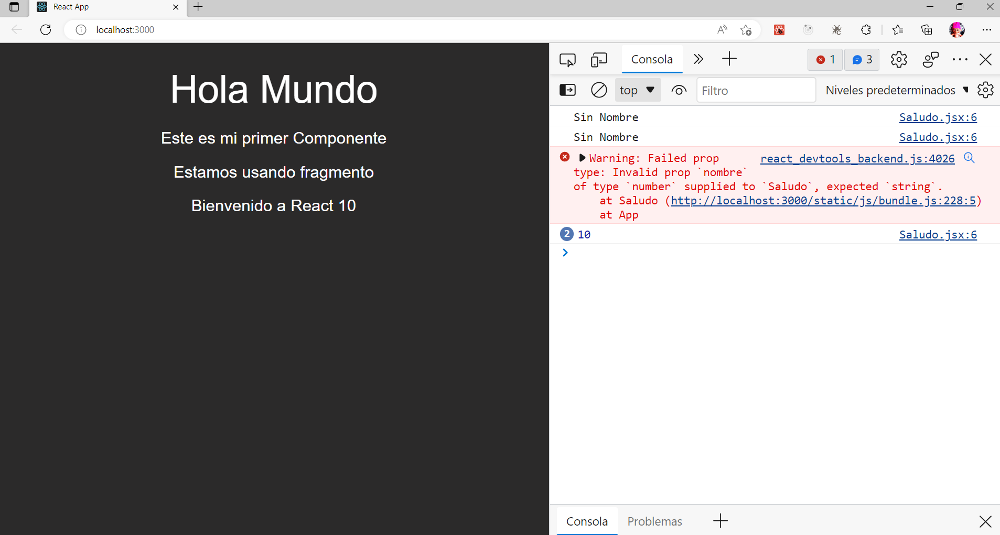 React App
localhost:3000
Hola Mundo
Este es mi primer Componente
Estamos usando fragmento
Bienvenido a React 10
Consola
1
3
top
Filtro
Niveles predeterminados
Sin Nombre Saludo.jsx:6
Sin Nombre Saludo.jsx:6
Warning: Failed prop react_devtools_backend.js:4026
type: Invalid prop `nombre`
of type `number` supplied to `Saludo`, expected `string`.
at Saludo (http://localhost:3000/static/js/bundle.js:228:5)
at App
2 10 Saludo.jsx:6
Consola Problemas